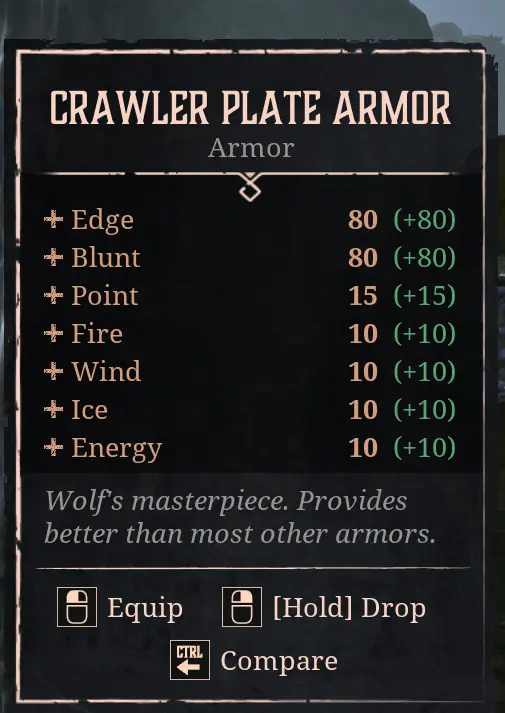 CRAWLER PLATE ARMOR
Armor
Edge 80 (+80)
Blunt 80 (+80)
Point 15 (+15)
Fire 10 (+10)
Wind 10 (+10)
Ice 10 (+10)
Energy 10 (+10)
Wolf's masterpiece. Provides
better than most other armors.
Equip [Hold] Drop
CTRL Compare